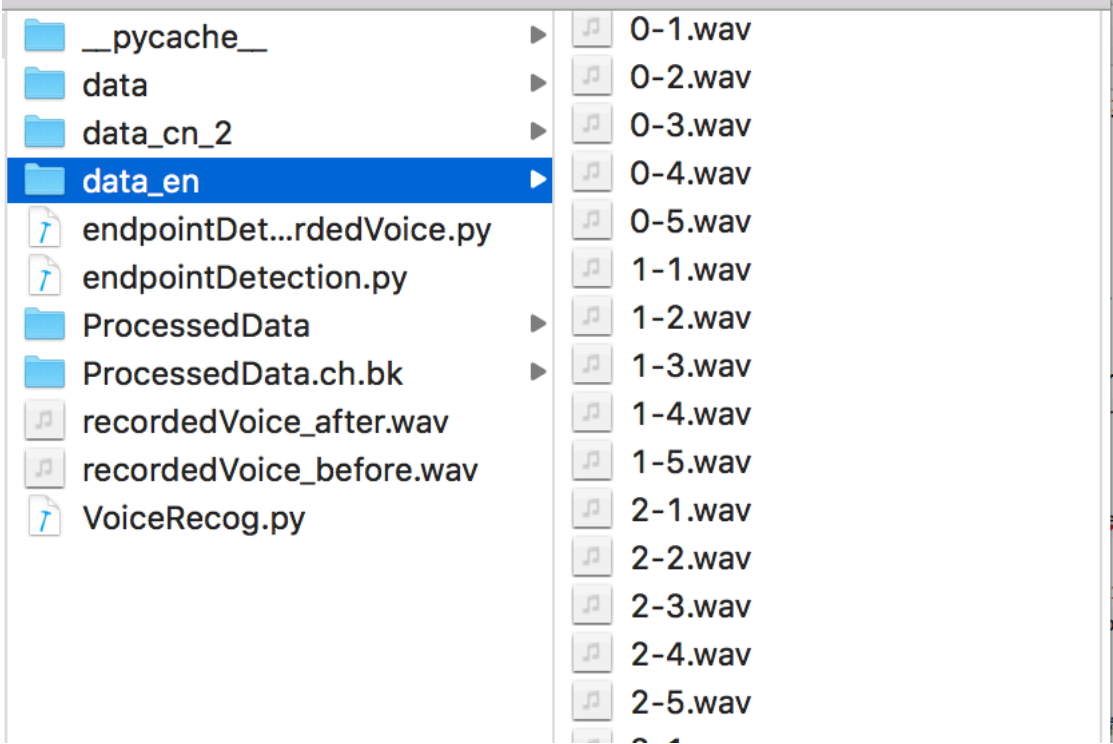 __pycache__
data
data_cn_2
data_en
endpointDet...rdedVoice.py
endpointDetection.py
ProcessedData
ProcessedData.ch.bk
recordedVoice_after.wav
recordedVoice_before.wav
VoiceRecog.py
0-1.wav
0-2.wav
0-3.wav
0-4.wav
0-5.wav
1-1.wav
1-2.wav
1-3.wav
1-4.wav
1-5.wav
2-1.wav
2-2.wav
2-3.wav
2-4.wav
2-5.wav